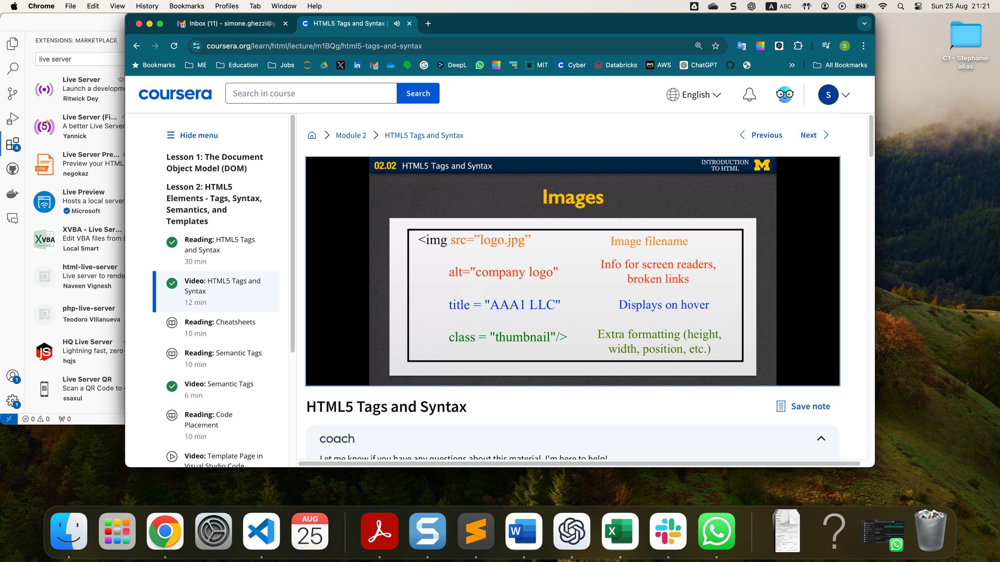 Chrome File Edit View History Bookmarks Profiles Tab Window Help
A ABC Sun 25 Aug 21:21
Inbox (11) - simone.ghezzi@g
HTML5 Tags and Syntax |
coursera.org/learn/html/lecture/m1BQg/html5-tags-and-syntax
S
Bookmarks ME Education Jobs DeepL MIT Cyber Databricks AWS ChatGPT » All Bookmarks
C1 - Stephanie
alias
EXTENSIONS: MARKETPLACE
live server
Live Server
Launch a developm
Ritwick Dey
Live Server (Fi...
A better Live Server
Yannick
Live Server Pre...
Preview your HTML
negokaz
Live Preview
Hosts a local server
Microsoft
XVBA - Live Ser...
Edit VBA files from E
Local Smart
html-live-server
Live server to rende
Naveen Vignesh
php-live-server
Teodoro VIllanueva
HQ Live Server
Lightning fast, zero
hqjs
Live Server QR
Scan a QR Code to
ssaxul
4
1
1
0 0 0
coursera
Search in course
Search
English
S
Hide menu
Lesson 1: The Document
Object Model (DOM)
Lesson 2: HTML5
Elements - Tags, Syntax,
Semantics, and
Templates
Reading: HTML5 Tags
and Syntax
30 min
Video: HTML5 Tags and
Syntax
12 min
Reading: Cheatsheets
10 min
Reading: Semantic Tags
10 min
Video: Semantic Tags
6 min
Reading: Code
Placement
10 min
Video: Template Page in
Visual Studio Code
Module 2
HTML5 Tags and Syntax
Previous
Next
02.02 HTML5 Tags and Syntax
INTRODUCTION
TO HTML
M
Images
<img src=”logo.jpg” Image filename
alt="company logo" Info for screen readers,
broken links
title = "AAA1 LLC" Displays on hover
class = "thumbnail"/> Extra formatting (height,
width, position, etc.)
HTML5 Tags and Syntax
Save note
coach
Let me know if you have any questions about this material. I'm here to help!
AUG
25